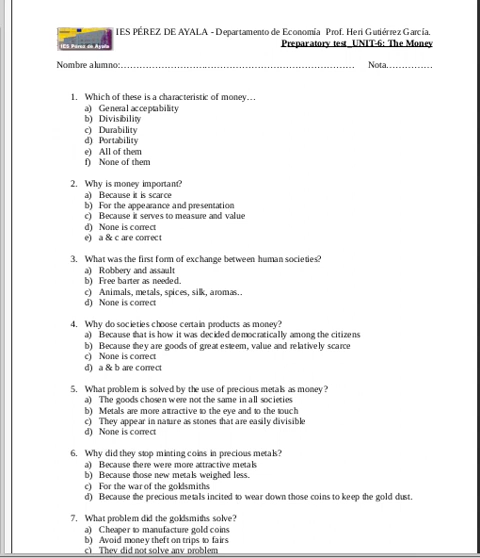 IES PÉREZ DE AYALA - Departamento de Economía Prof. Heri Gutiérrez García.
IES Pérez de Ayala
Preparatory test_UNIT-6: The Money
Nombre alumno:………………………………………………………………… Nota……………
1. Which of these is a characteristic of money…
a) General acceptability
b) Divisibility
c) Durability
d) Portability
e) All of them
f) None of them
2. Why is money important?
a) Because it is scarce
b) For the appearance and presentation
c) Because it serves to measure and value
d) None is correct
e) a & c are correct
3. What was the first form of exchange between human societies?
a) Robbery and assault
b) Free barter as needed.
c) Animals, metals, spices, silk, aromas..
d) None is correct
4. Why do societies choose certain products as money?
a) Because that is how it was decided democratically among the citizens
b) Because they are goods of great esteem, value and relatively scarce
c) None is correct
d) a & b are correct
5. What problem is solved by the use of precious metals as money?
a) The goods chosen were not the same in all societies
b) Metals are more attractive to the eye and to the touch
c) They appear in nature as stones that are easily divisible
d) None is correct
6. Why did they stop minting coins in precious metals?
a) Because there were more attractive metals
b) Because those new metals weighed less.
c) For the war of the goldsmiths
d) Because the precious metals incited to wear down those coins to keep the gold dust.
7. What problem did the goldsmiths solve?
a) Cheaper to manufacture gold coins
b) Avoid money theft on trips to fairs
c) They did not solve any problem